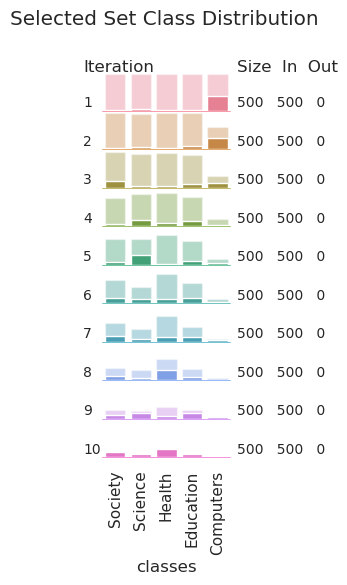 Selected Set Class Distribution
Iteration Size In Out
1 500 500 0
2 500 500 0
3 500 500 0
4 500 500 0
5 500 500 0
6 500 500 0
7 500 500 0
8 500 500 0
9 500 500 0
10 500 500 0
Society
Science
Health
Education
Computers
classes